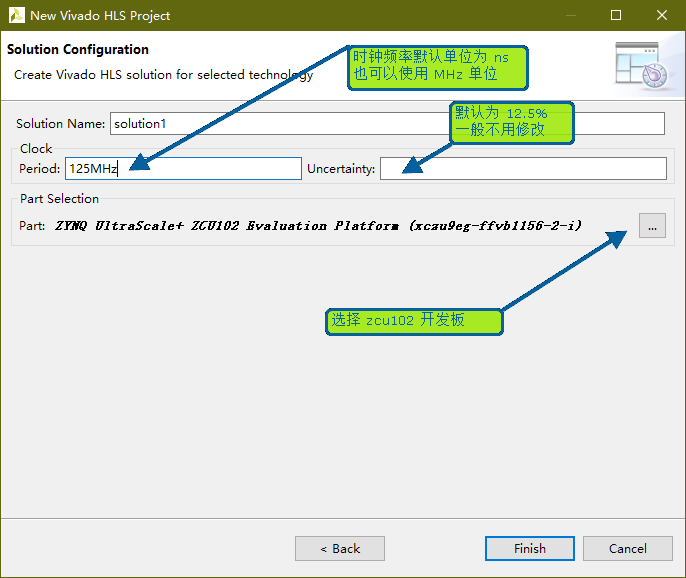 New Vivado HLS Project
Solution Configuration
Create Vivado HLS solution for selected technology
时钟频率默认单位为 ns
也可以使用 MHz 单位
Solution Name: solution1
默认为 12.5%
一般不用修改
Clock
Period: 125MHz Uncertainty:
Part Selection
Part: ZYNQ UltraScale+ ZCU102 Evaluation Platform (xczu9eg-ffvb1156-2-i) ...
选择 zcu102 开发板
< Back Finish Cancel